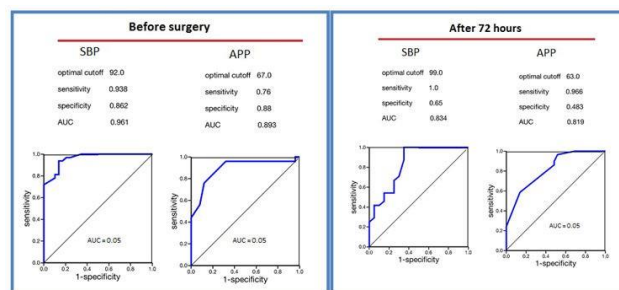 Before surgery
SBP
optimal cutoff 92.0
sensitivity 0.938
specificity 0.862
AUC 0.961
APP
optimal cutoff 67.0
sensitivity 0.76
specificity 0.88
AUC 0.893
1.0
0.8
0.6
0.4
0.2
0.0
sensitivity
AUC = 0.05
0.0 0.2 0.4 0.6 0.8 1.0
1-specificity
1.0
0.8
0.6
0.4
0.2
0.0
sensitivity
AUC = 0.05
0.0 0.2 0.4 0.6 0.8 1.0
1-specificity
After 72 hours
SBP
optimal cutoff 99.0
sensitivity 1.0
specificity 0.65
AUC 0.834
APP
optimal cutoff 63.0
sensitivity 0.966
specificity 0.483
AUC 0.819
1.0
0.8
0.6
0.4
0.2
0.0
sensitivity
AUC = 0.05
0.0 0.2 0.4 0.6 0.8 1.0
1-specificity
1.0
0.8
0.6
0.4
0.2
0.0
sensitivity
AUC = 0.05
0.0 0.2 0.4 0.6 0.8 1.0
1-specificity